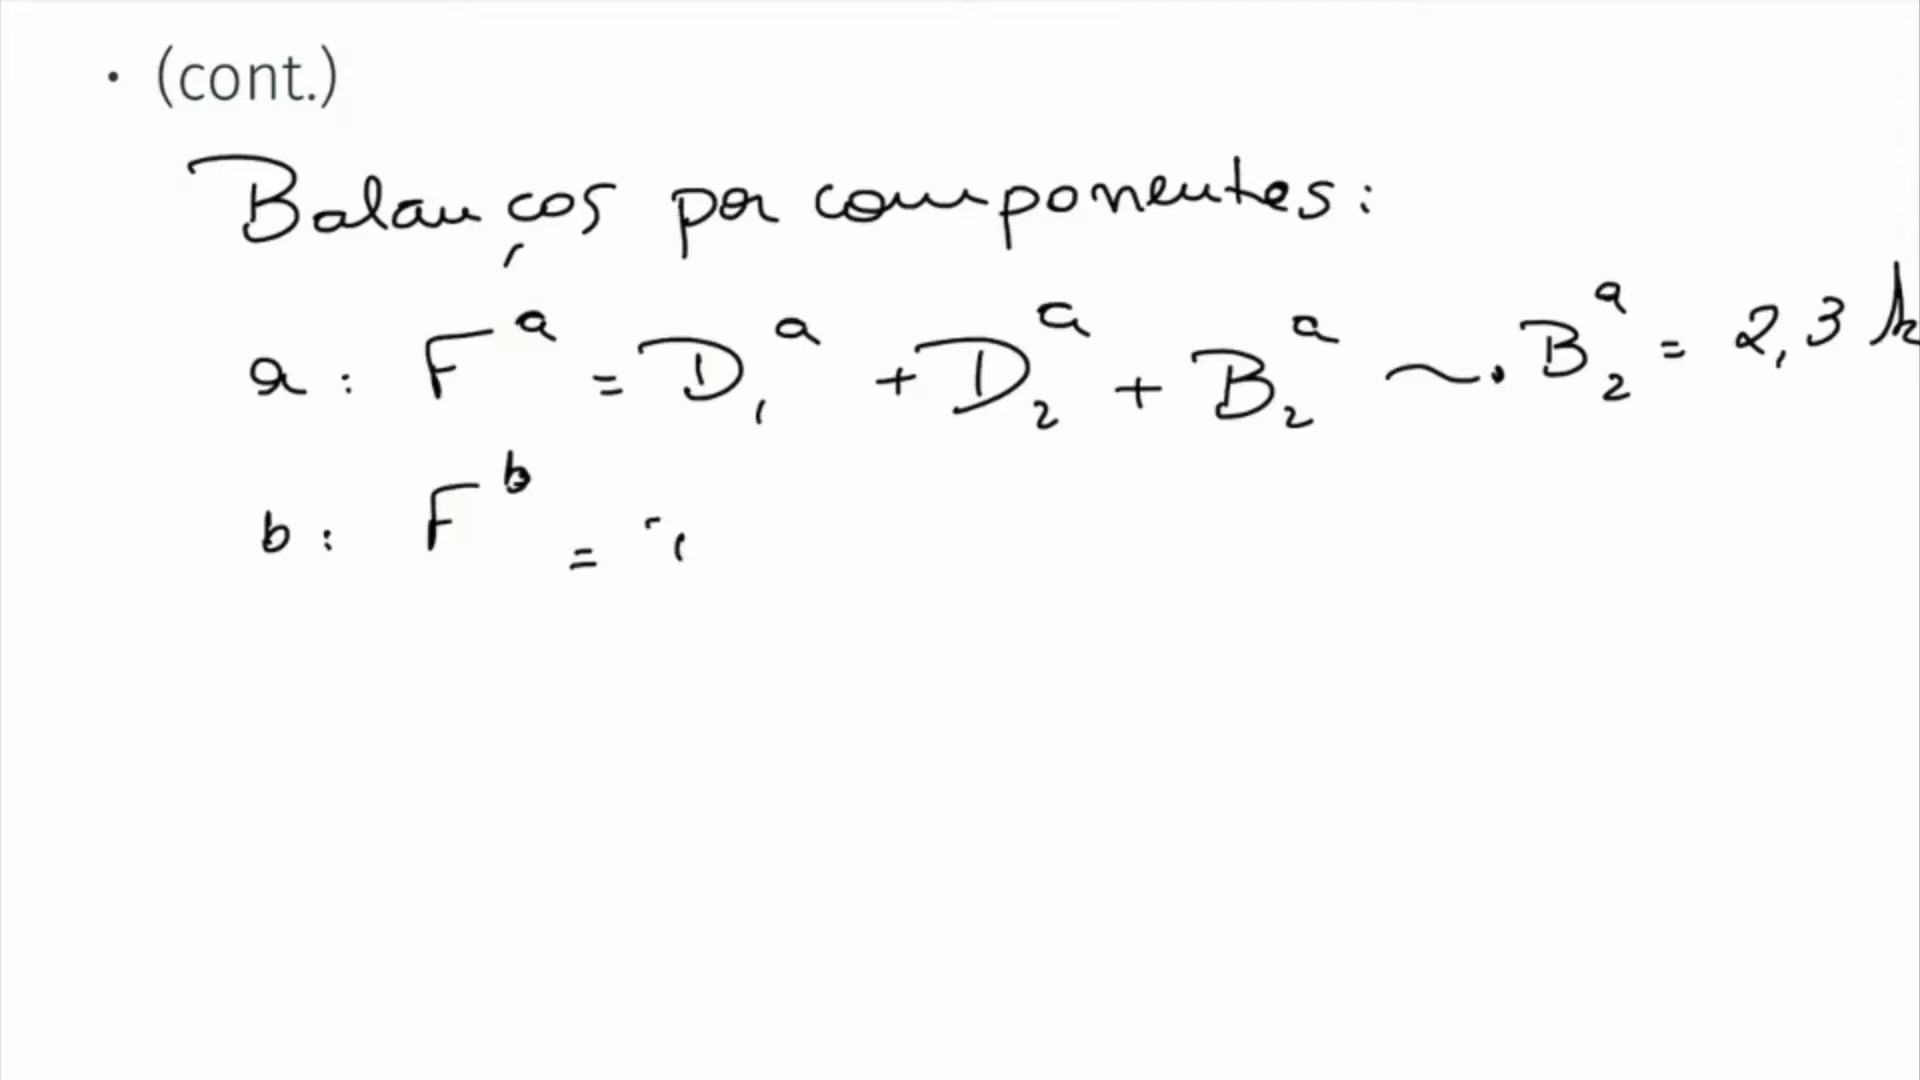 • (cont.)
Balanços por componentes:
a: F^a = D_1^a + D_2^a + B_2^a ~• B_2^a = 2,3 k
b: F^b =